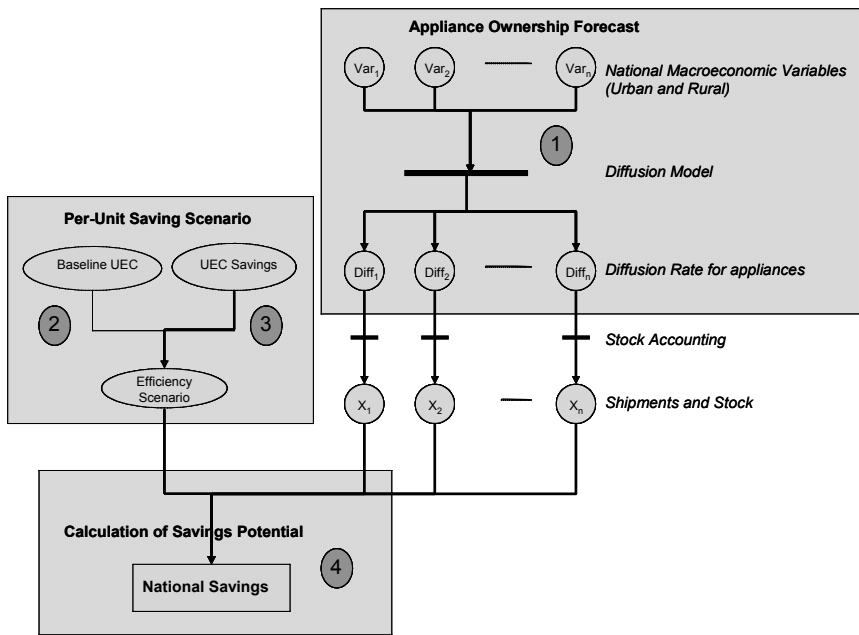 Appliance Ownership Forecast
Var1
Var2
Varn
National Macroeconomic Variables
(Urban and Rural)
1
Diffusion Model
Per-Unit Saving Scenario
Baseline UEC
UEC Savings
Diff1
Diff2
Diffn
Diffusion Rate for appliances
2
3
Stock Accounting
Efficiency
Scenario
X1
X2
Xn
Shipments and Stock
Calculation of Savings Potential
4
National Savings